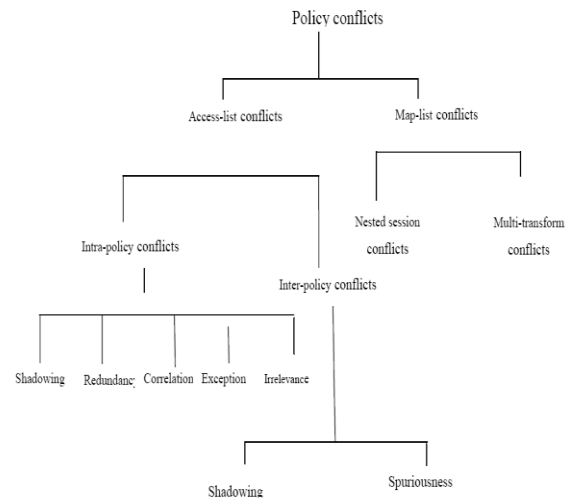 Policy conflicts
Access-list conflicts
Map-list conflicts
Nested session
conflicts
Multi-transform
conflicts
Intra-policy conflicts
Inter-policy conflicts
Shadowing
Redundancy
Correlation
Exception
Irrelevance
Shadowing
Spuriousness